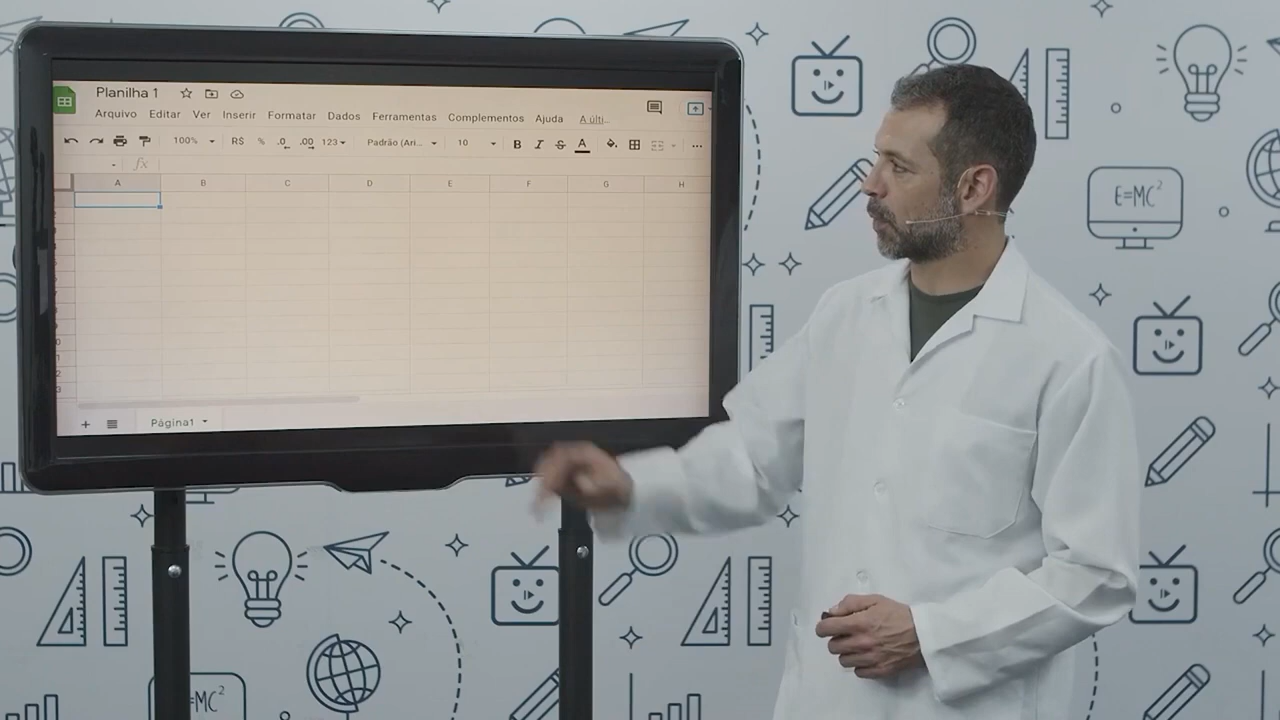 Planilha 1
Arquivo Editar Ver Inserir Formatar Dados Ferramentas Complementos Ajuda A últi...
100% R$ % .0 .00 123 Padrão (Ari... 10 B I S A
fx
A B C D E F G H
Página1
E=MC²
=MC²